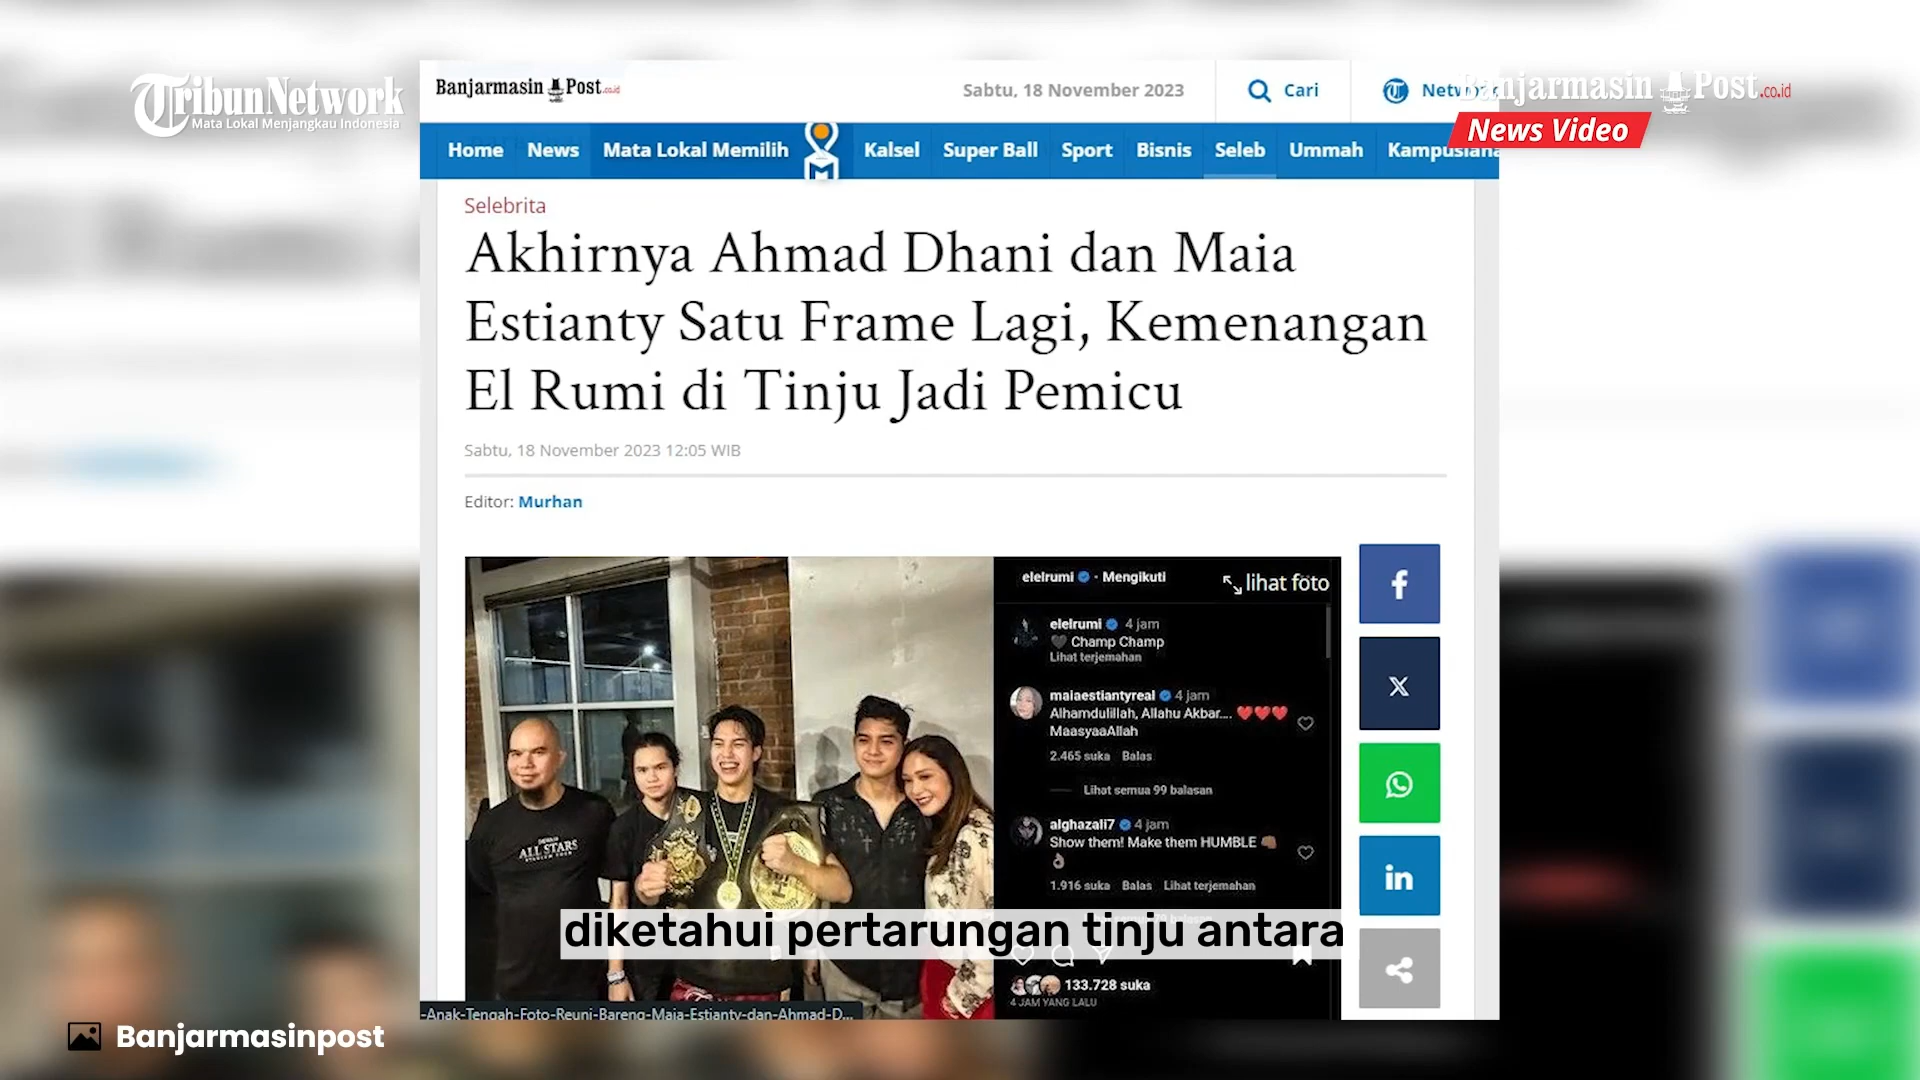 TribunNetwork
Mata Lokal Menjangkau Indonesia
Banjarmasin Post.co.id
Sabtu, 18 November 2023
Cari
Network
Banjarmasin Post.co.id
News Video
Home News Mata Lokal Memilih Kalsel Super Ball Sport Bisnis Seleb Ummah Kampusiana
Selebrita
Akhirnya Ahmad Dhani dan Maia
Estianty Satu Frame Lagi, Kemenangan
El Rumi di Tinju Jadi Pemicu
Sabtu, 18 November 2023 12:05 WIB
Editor: Murhan
elelrumi • Mengikuti
lihat foto
elelrumi 4 jam
🖤 Champ Champ
Lihat terjemahan
maiaestiantyreal 4 jam
Alhamdulillah, Allahu Akbar.... ❤️❤️❤️
MaasyaaAllah
2.465 suka Balas
Lihat semua 99 balasan
alghazali7 4 jam
Show them! Make them HUMBLE 👊🏾
👌🏾
1.916 suka Balas Lihat terjemahan
ALL STARS
diketahui pertarungan tinju antara
133.728 suka
4 JAM YANG LALU
-Anak-Tengah-Foto-Reuni-Bareng-Maia-Estianty-dan-Ahmad-D...
Banjarmasinpost